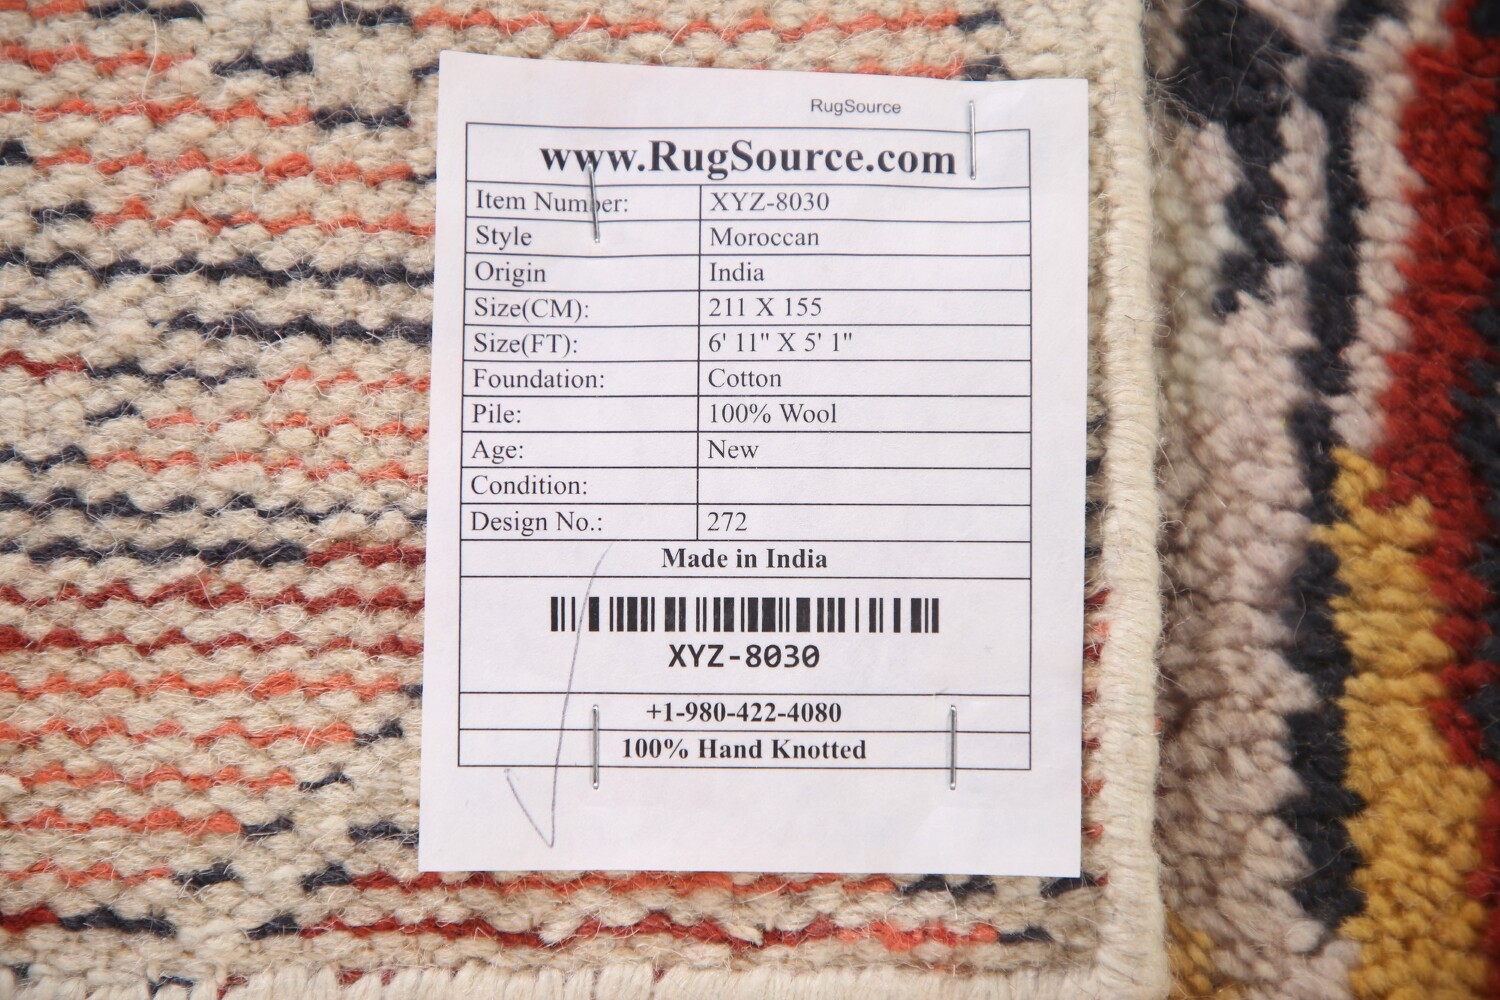 RugSource
www.RugSource.com
Item Number: XYZ-8030
Style Moroccan
Origin India
Size(CM): 211 X 155
Size(FT): 6' 11" X 5' 1"
Foundation: Cotton
Pile: 100% Wool
Age: New
Condition:
Design No.: 272
Made in India
XYZ-8030
+1-980-422-4080
100% Hand Knotted